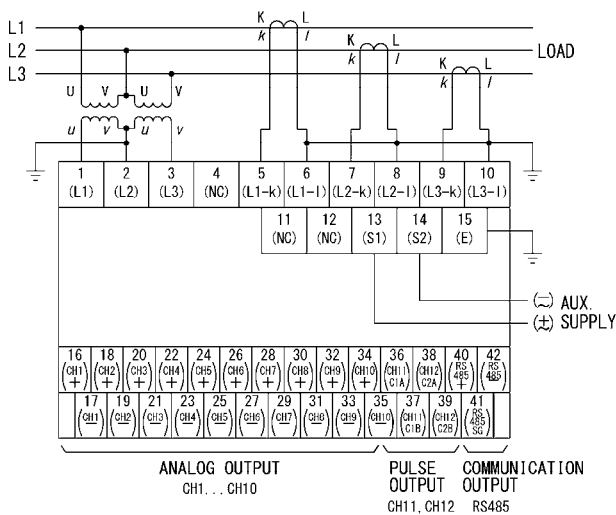 K L
L1
k l
K L
L2
LOAD
k l
K L
L3
k l
U V U V
u v u v
1 2 3 4 5 6 7 8 9 10
(L1) (L2) (L3) (NC) (L1-k) (L1-l) (L2-k) (L2-l) (L3-k) (L3-l)
11 12 13 14 15
(NC) (NC) (S1) (S2) (E)
(−) AUX.
(+) SUPPLY
16 18 20 22 24 26 28 30 32 34 36 38 40 42
(CH1 +) (CH2 +) (CH3 +) (CH4 +) (CH5 +) (CH6 +) (CH7 +) (CH8 +) (CH9 +) (CH10 +) (CH11 C1A) (CH12 C2A) (RS 485 +) (RS 485 −)
17 19 21 23 25 27 29 31 33 35 37 39 41
(CH1 −) (CH2 −) (CH3 −) (CH4 −) (CH5 −) (CH6 −) (CH7 −) (CH8 −) (CH9 −) (CH10 −) (CH11 C1B) (CH12 C2B) (RS 485 SG)
ANALOG OUTPUT
CH1...CH10
PULSE
OUTPUT
CH11, CH12
COMMUNICATION
OUTPUT
RS485